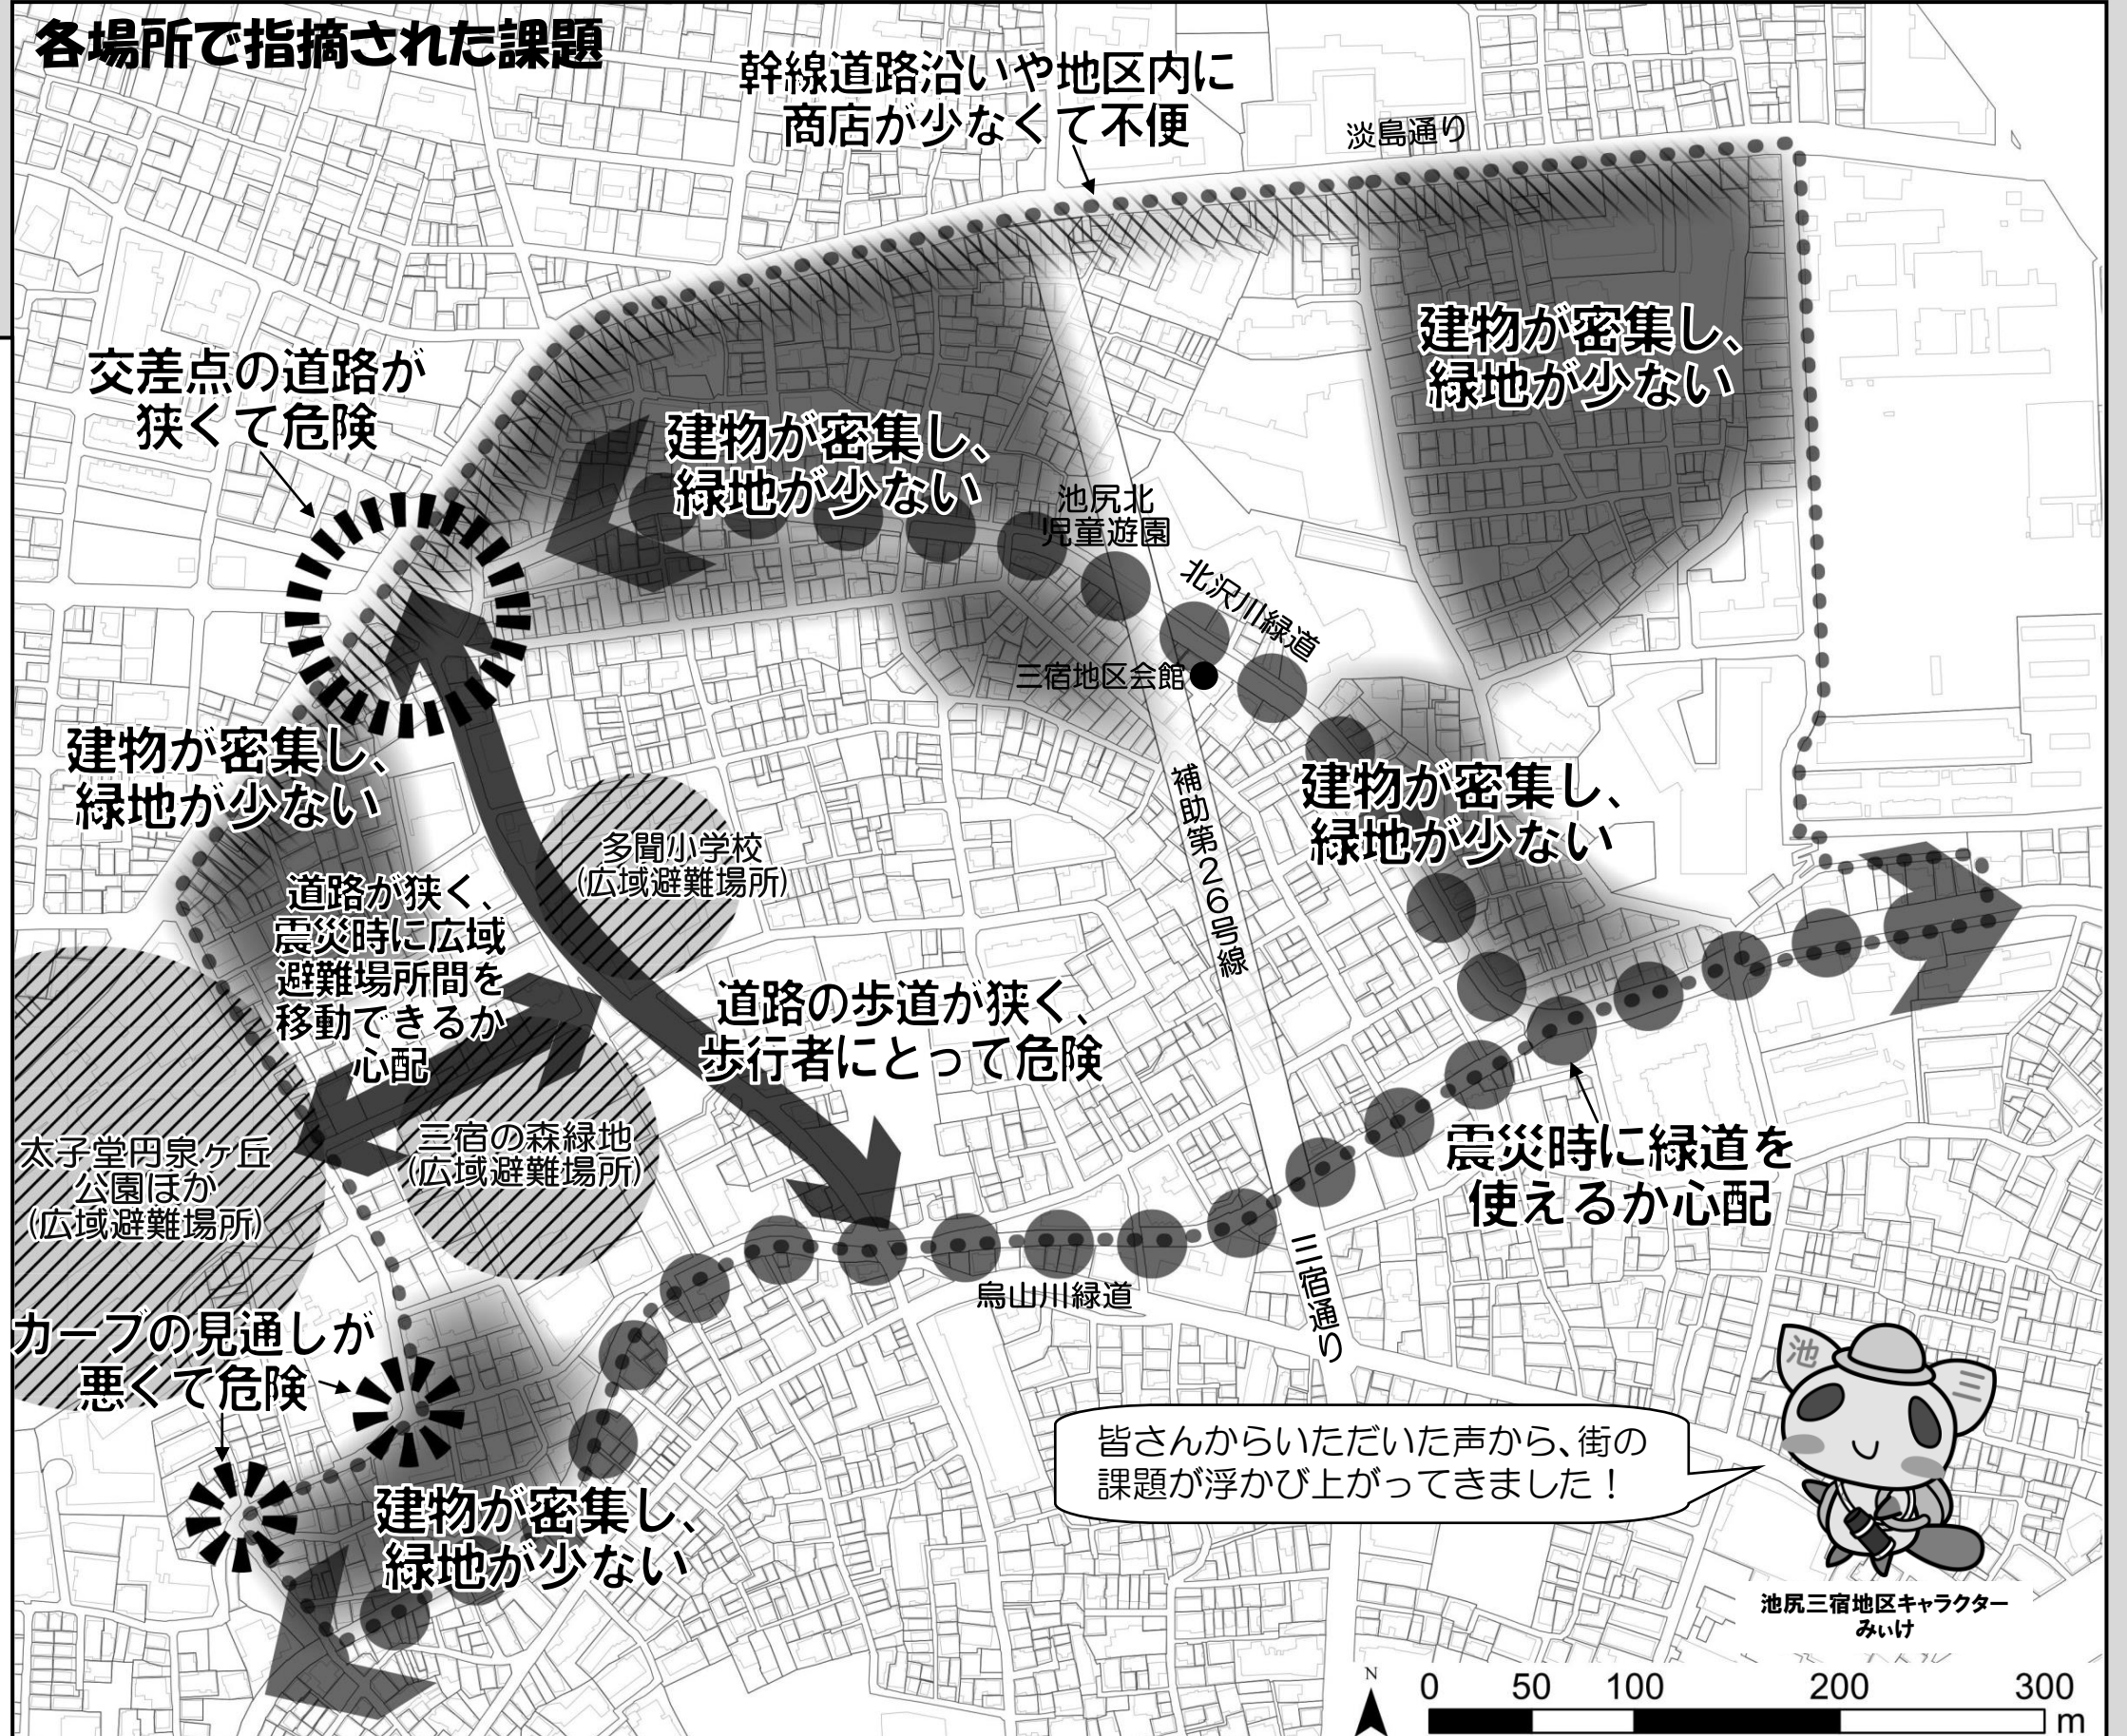 各場所で指摘された課題
幹線道路沿いや地区内に
商店が少なくて不便
淡島通り
交差点の道路が
狭くて危険
建物が密集し、
緑地が少ない
建物が密集し、
緑地が少ない
池尻北
児童遊園
北沢川緑道
三宿地区会館
建物が密集し、
緑地が少ない
建物が密集し、
緑地が少ない
補助第26号線
多聞小学校
(広域避難場所)
道路が狭く、
震災時に広域
避難場所間を
移動できるか
心配
道路の歩道が狭く、
歩行者にとって危険
太子堂円泉ヶ丘
公園ほか
(広域避難場所)
三宿の森緑地
(広域避難場所)
震災時に緑道を
使えるか心配
烏山川緑道
三宿通り
カーブの見通しが
悪くて危険
建物が密集し、
緑地が少ない
皆さんからいただいた声から、街の
課題が浮かび上がってきました！
池
三
池尻三宿地区キャラクター
みぃけ
N
0 50 100 200 300
m